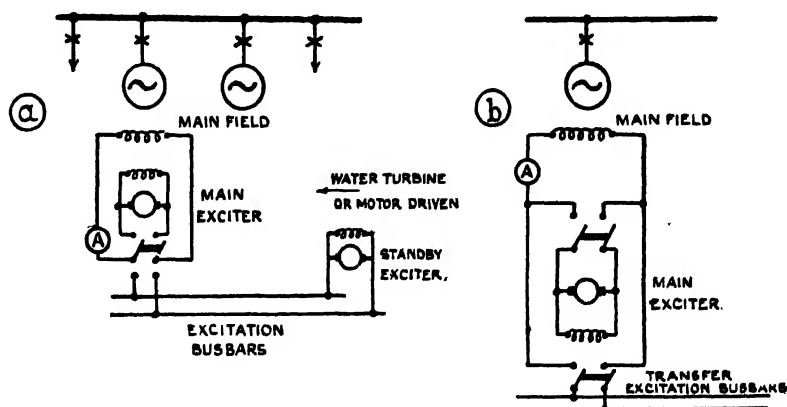 a
MAIN FIELD
MAIN
EXCITER
A
WATER TURBINE
OR MOTOR DRIVEN
STANDBY
EXCITER,
EXCITATION
BUSBARS
b
MAIN FIELD
A
MAIN
EXCITER.
TRANSFER
EXCITATION BUSBARS